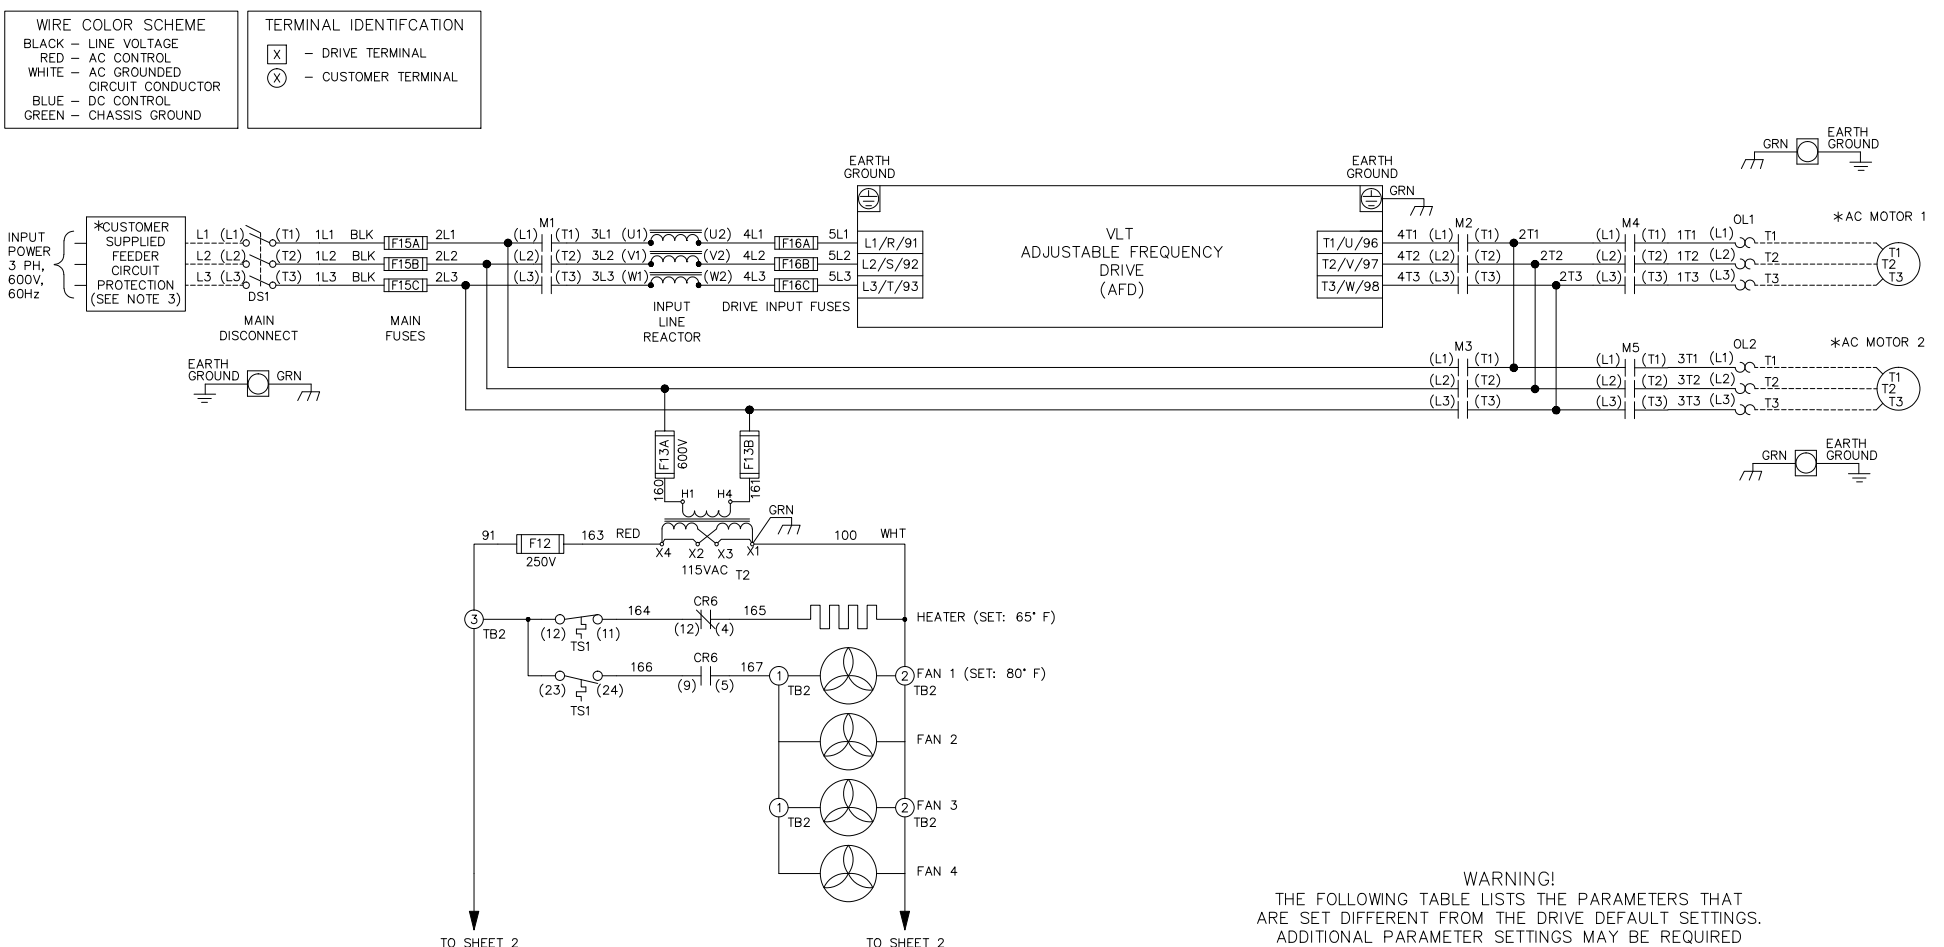 WIRE COLOR SCHEME
BLACK – LINE VOLTAGE
RED – AC CONTROL
WHITE – AC GROUNDED
CIRCUIT CONDUCTOR
BLUE – DC CONTROL
GREEN – CHASSIS GROUND
TERMINAL IDENTIFCATION
X – DRIVE TERMINAL
X – CUSTOMER TERMINAL
INPUT
POWER
3 PH,
600V,
60Hz
*CUSTOMER
SUPPLIED
FEEDER
CIRCUIT
PROTECTION
(SEE NOTE 3)
L1 (L1) (T1) 1L1 BLK F15A 2L1
L2 (L2) (T2) 1L2 BLK F15B 2L2
L3 (L3) (T3) 1L3 BLK F15C 2L3
DS1
MAIN
DISCONNECT
MAIN
FUSES
M1
(L1) (T1) 3L1 (U1) (U2) 4L1 F16A 5L1
(L2) (T2) 3L2 (V1) (V2) 4L2 F16B 5L2
(L3) (T3) 3L3 (W1) (W2) 4L3 F16C 5L3
INPUT
LINE
REACTOR
DRIVE INPUT FUSES
EARTH
GROUND
L1/R/91
L2/S/92
L3/T/93
VLT
ADJUSTABLE FREQUENCY
DRIVE
(AFD)
EARTH
GROUND
GRN
T1/U/96
T2/V/97
T3/W/98
M2
4T1 (L1) (T1) 2T1
4T2 (L2) (T2) 2T2
4T3 (L3) (T3) 2T3
M4
(L1) (T1) 1T1 (L1)
(L2) (T2) 1T2 (L2)
(L3) (T3) 1T3 (L3)
OL1
T1
T2
T3
*AC MOTOR 1
T1
T2
T3
GRN
EARTH
GROUND
EARTH
GROUND
GRN
M3
(L1) (T1)
(L2) (T2)
(L3) (T3)
M5
(L1) (T1) 3T1 (L1)
(L2) (T2) 3T2 (L2)
(L3) (T3) 3T3 (L3)
OL2
T1
T2
T3
*AC MOTOR 2
T1
T2
T3
GRN
EARTH
GROUND
F13A
600V
F13B
160
161
H1 H4
GRN
91
F12
250V
163 RED
X4 X2 X3 X1
115VAC T2
100 WHT
3
TB2
(12) (11)
TS1
164
CR6
(12) (4)
165
HEATER (SET: 65° F)
(23) (24)
TS1
166
CR6
(9) (5)
167
1
TB2
2
TB2
FAN 1 (SET: 80° F)
FAN 2
1
TB2
2
TB2
FAN 3
FAN 4
TO SHEET 2
TO SHEET 2
WARNING!
THE FOLLOWING TABLE LISTS THE PARAMETERS THAT
ARE SET DIFFERENT FROM THE DRIVE DEFAULT SETTINGS.
ADDITIONAL PARAMETER SETTINGS MAY BE REQUIRED